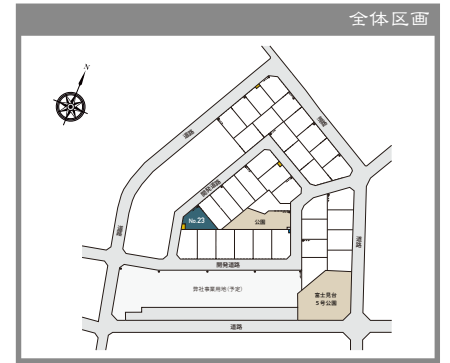 全体区画
N
道路
道路
開発道路
No.23
公園
道路
道路
開発道路
弊社事業用地(予定)
富士見台
5号公園
道路